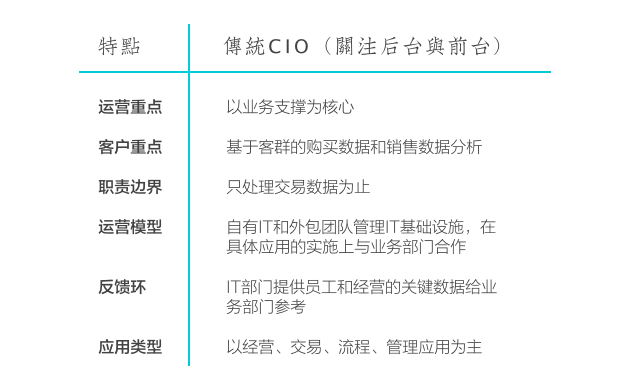 特點 傳統CIO（關注后台與前台）
运营重点 以业务支撑为核心
客户重点 基于客群的购买数据和销售数据分析
职责边界 只处理交易数据为止
运营模型 自有IT和外包团队管理IT基础设施，在
具体应用的实施上与业务部门合作
反馈环 IT部门提供员工和经营的关键数据给业
务部门参考
应用类型 以经营、交易、流程、管理应用为主